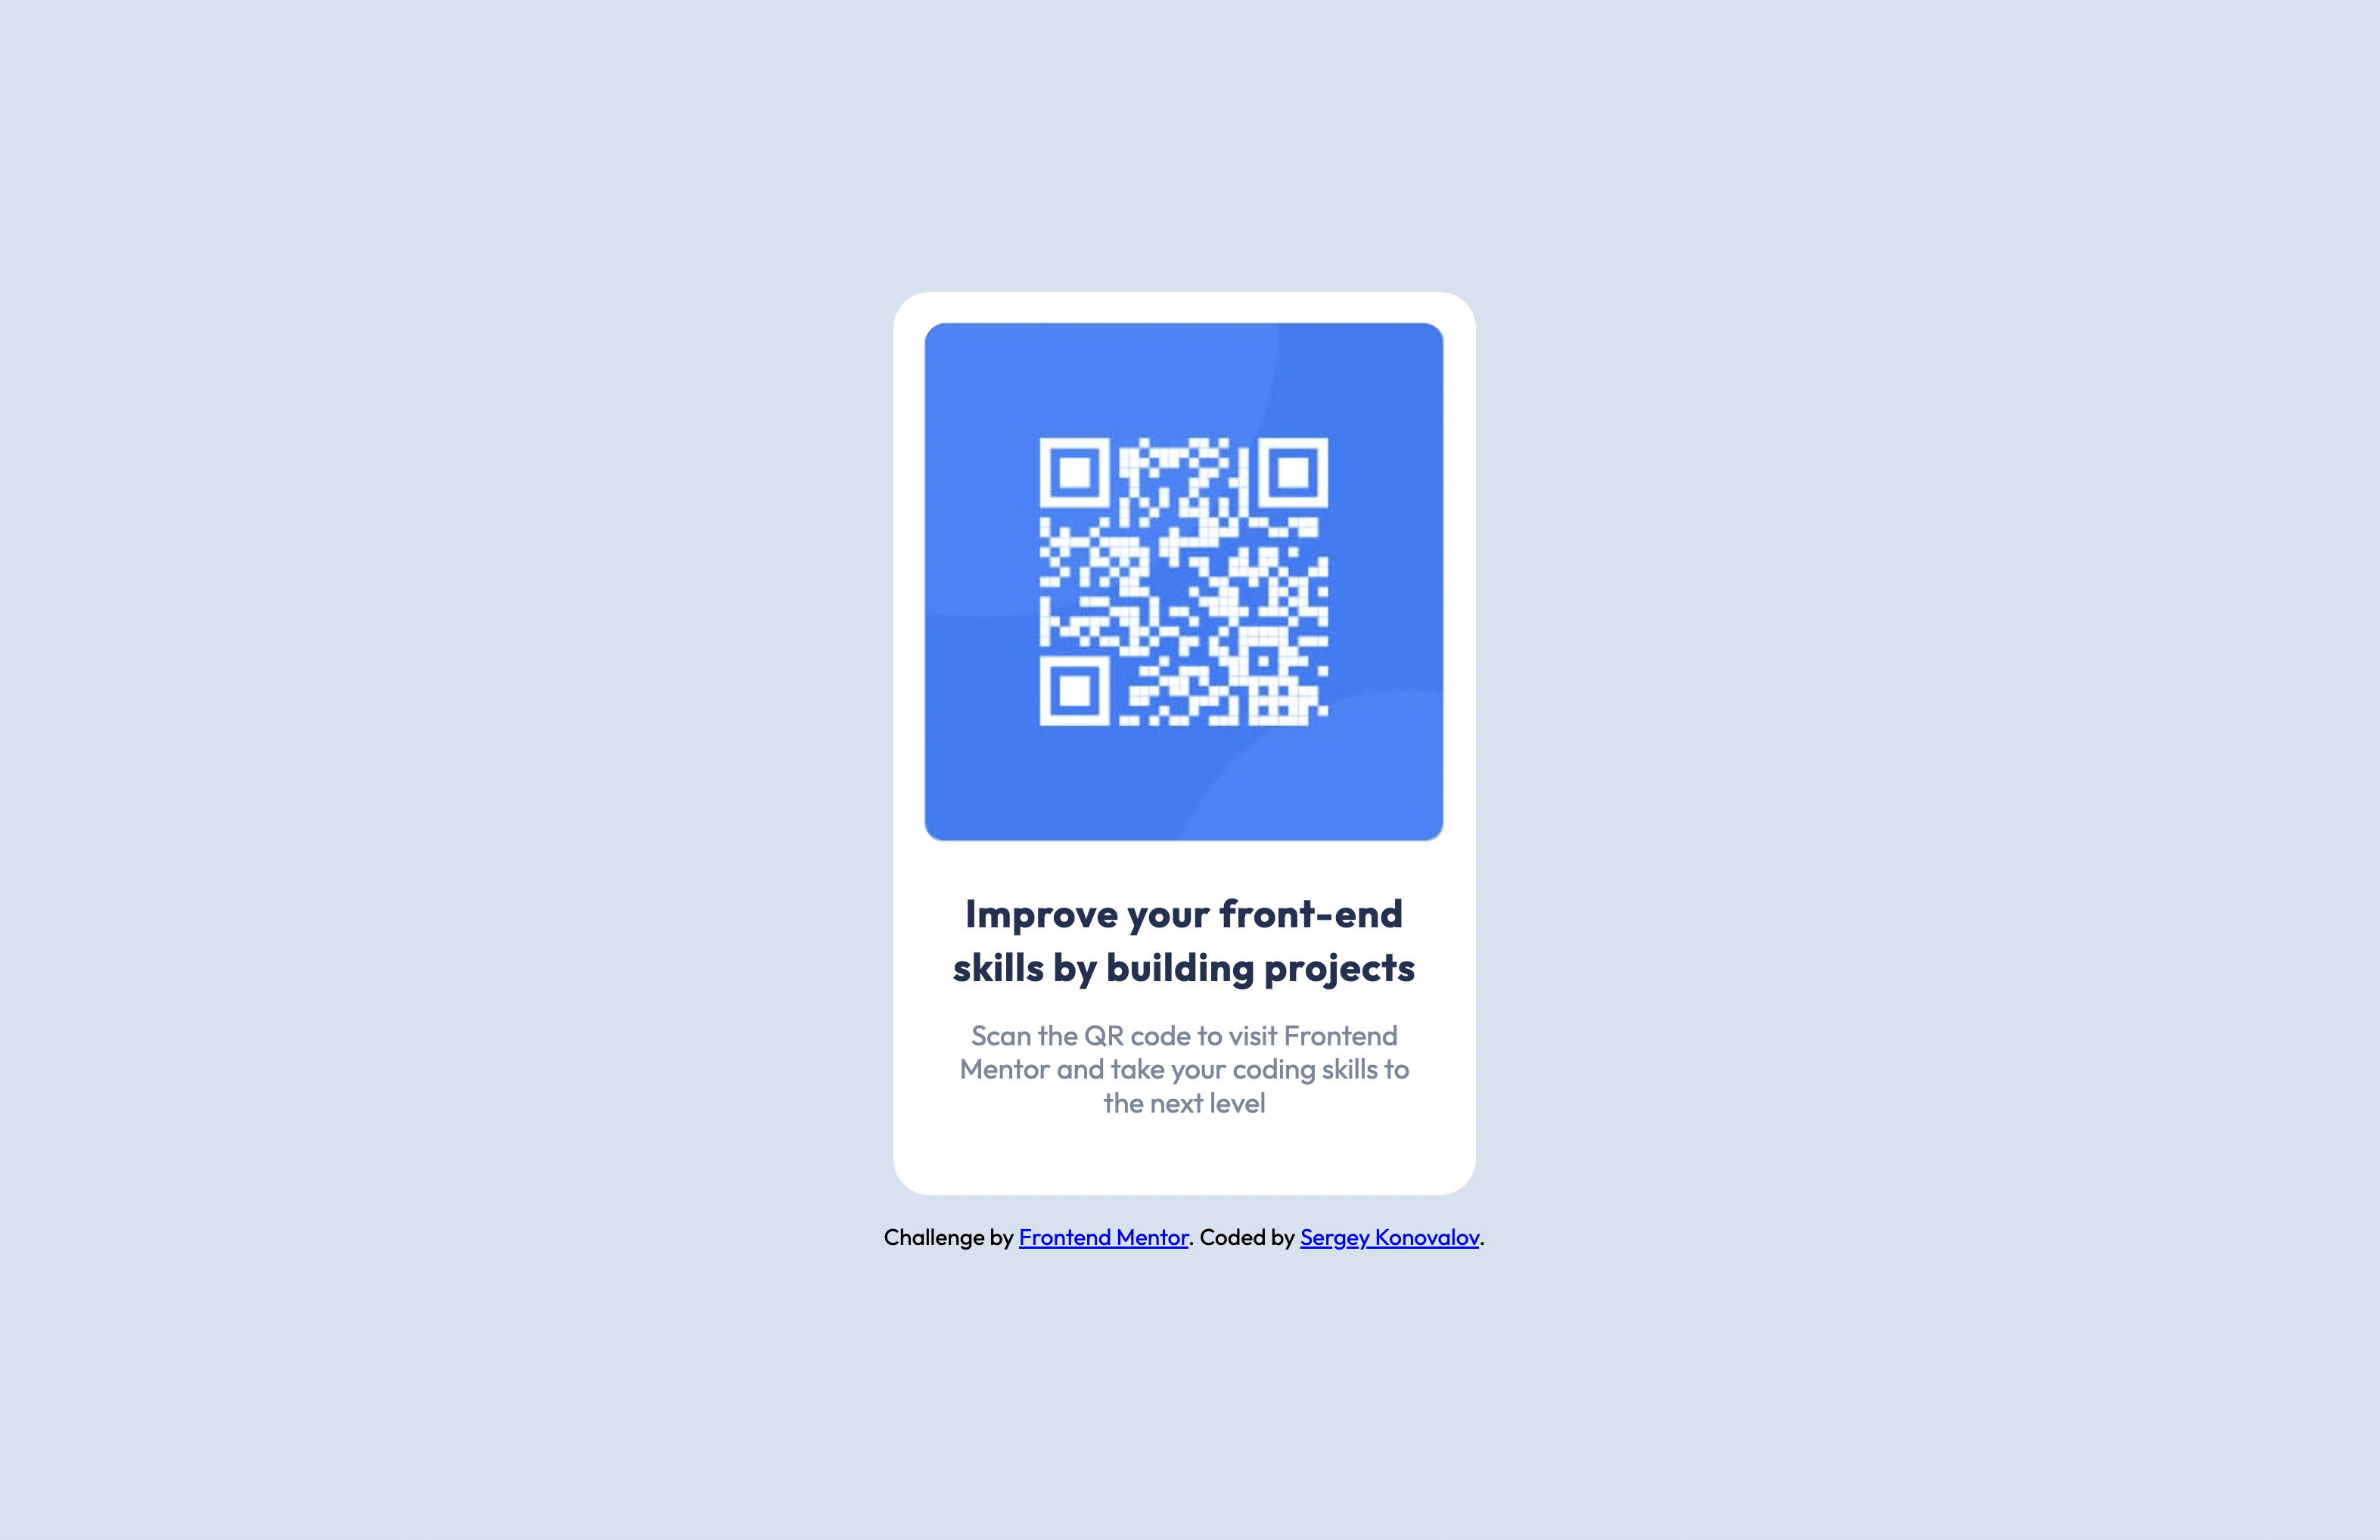 Improve your front-end
skills by building projects
Scan the QR code to visit Frontend
Mentor and take your coding skills to
the next level
Challenge by Frontend Mentor. Coded by Sergey Konovalov.